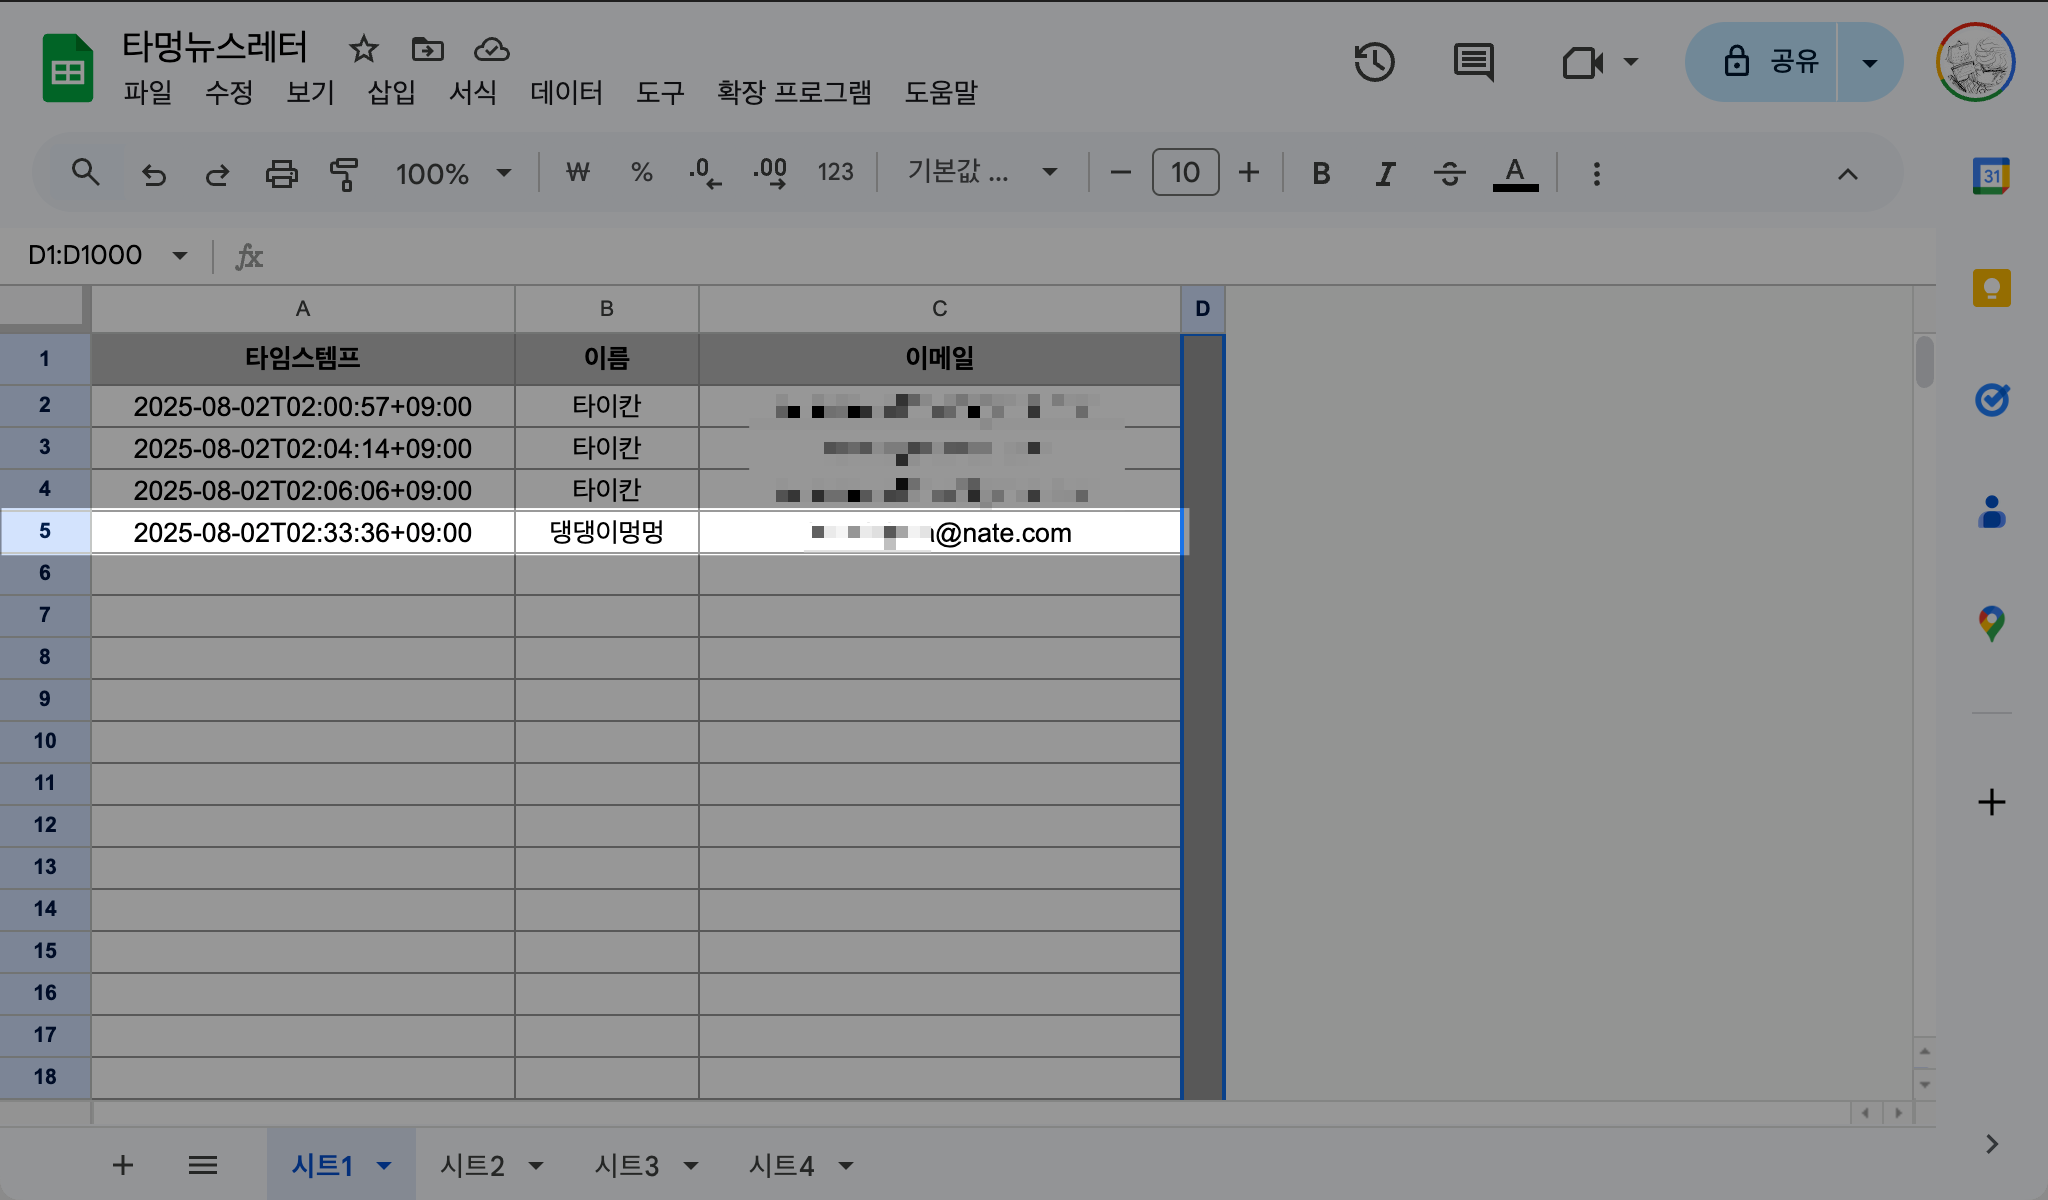 타멍뉴스레터
파일 수정 보기 삽입 서식 데이터 도구 확장 프로그램 도움말
공유
100% ₩ % .0 .00 123 기본값 ... 10 B I S A
31
D1:D1000 fx
A B C D
1 타임스템프 이름 이메일
2 2025-08-02T02:00:57+09:00 타이칸
3 2025-08-02T02:04:14+09:00 타이칸
4 2025-08-02T02:06:06+09:00 타이칸
5 2025-08-02T02:33:36+09:00 댕댕이멍멍 @nate.com
6
7
8
9
10
11
12
13
14
15
16
17
18
시트1 시트2 시트3 시트4